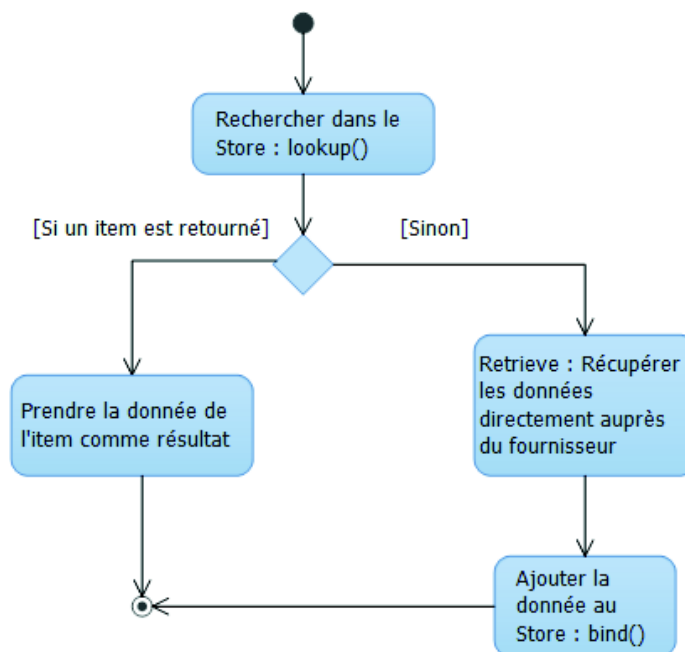 Rechercher dans le
Store : lookup()
[Si un item est retourné]
[Sinon]
Prendre la donnée de
l'item comme résultat
Retrieve : Récupérer
les données
directement auprès
du fournisseur
Ajouter la
donnée au
Store : bind()